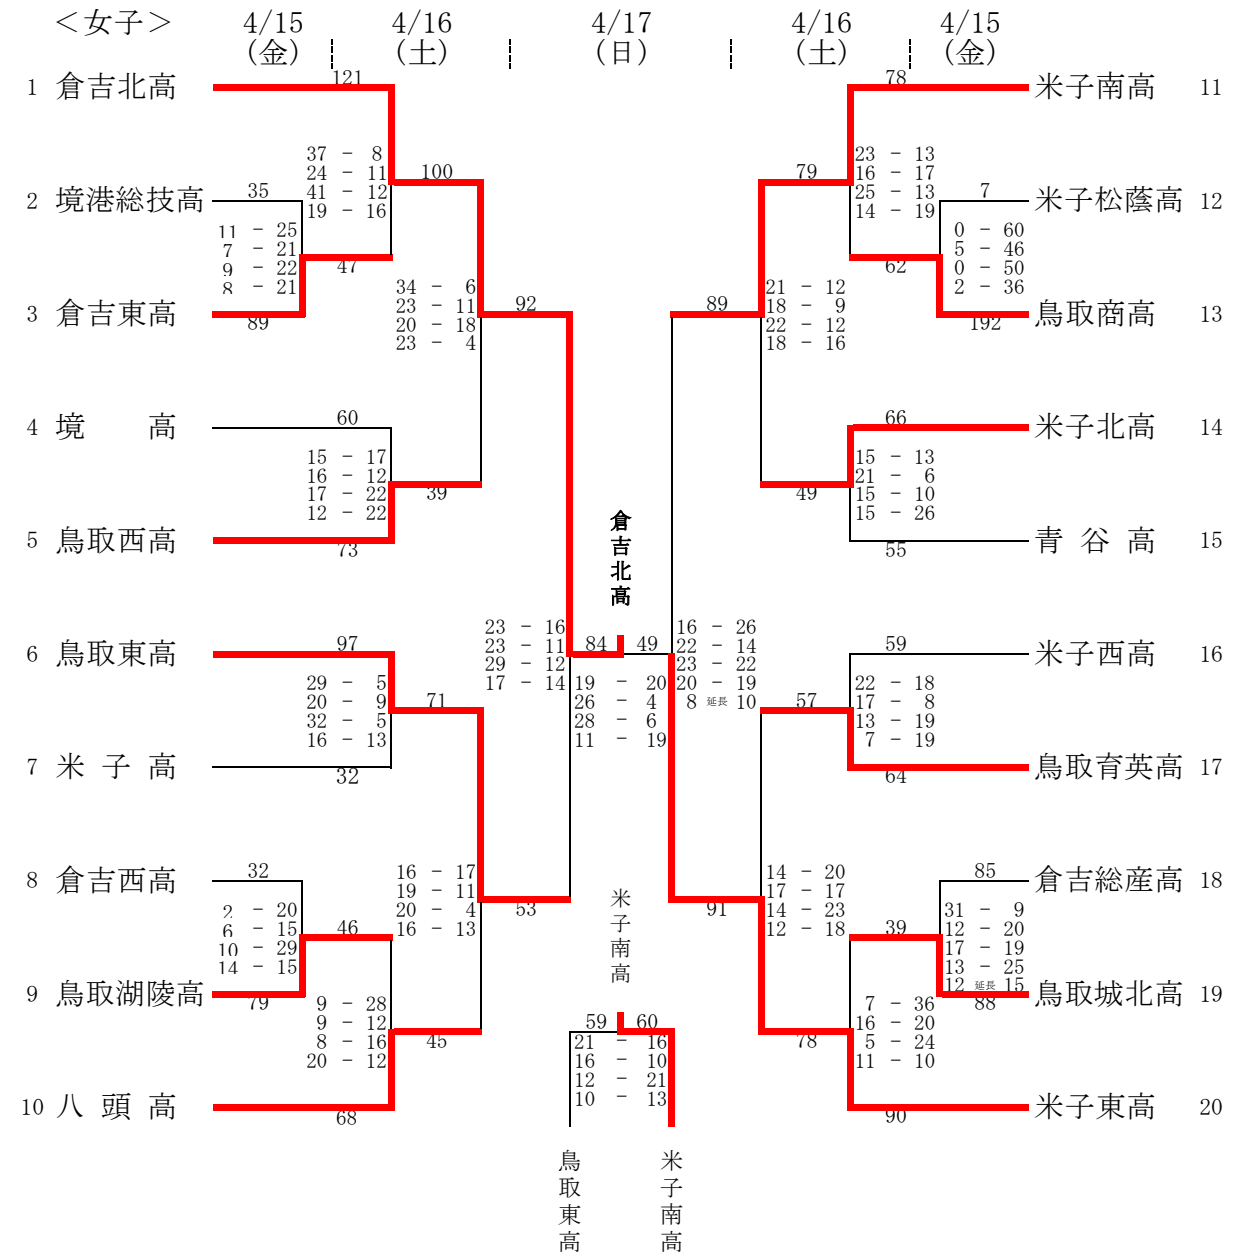 ＜女子＞ 4/15 4/16 4/17 4/16 4/15
（金） （土） （日） （土） （金）
1 倉吉北高 121 78 米子南高 11
37 － 8 23 － 13
24 － 11 100 79 16 － 17
2 境港総技高 35 41 － 12 25 － 13 7 米子松蔭高 12
19 － 16 14 － 19
11 － 25 0 － 60
7 － 21 5 － 46
9 － 22 47 62 0 － 50
8 － 21 34 － 6 21 － 12 2 － 36
3 倉吉東高 89 23 － 11 92 89 18 － 9 192 鳥取商高 13
20 － 18 22 － 12
23 － 4 18 － 16
4 境 高 60 66 米子北高 14
15 － 17 15 － 13
16 － 12 21 － 6
17 － 22 39 49 15 － 10
12 － 22 15 － 26
5 鳥取西高 73 55 青谷高 15
倉吉北高
23 － 16 16 － 26
6 鳥取東高 97 23 － 11 84 49 22 － 14 59 米子西高 16
29 － 12 23 － 22
29 － 5 17 － 14 19 － 20 20 － 19 22 － 18
20 － 9 71 26 － 4 8 延長 10 57 17 － 8
32 － 5 28 － 6 13 － 19
16 － 13 11 － 19 7 － 19
7 米子高 32 64 鳥取育英高 17
8 倉吉西高 32 16 － 17 14 － 20 85 倉吉総産高 18
19 － 11 17 － 17
2 － 20 20 － 4 53 91 14 － 23 31 － 9
6 － 15 46 16 － 13 12 － 18 39 12 － 20
10 － 29 17 － 19
14 － 15 13 － 25
12 延長 15
米子南高
9 鳥取湖陵高 79 88 鳥取城北高 19
9 － 28 7 － 36
9 － 12 59 60 16 － 20
8 － 16 45 21 － 16 78 5 － 24
20 － 12 16 － 10 11 － 10
12 － 21
10 － 13
10 八頭高 68 90 米子東高 20
鳥取東高 米子南高